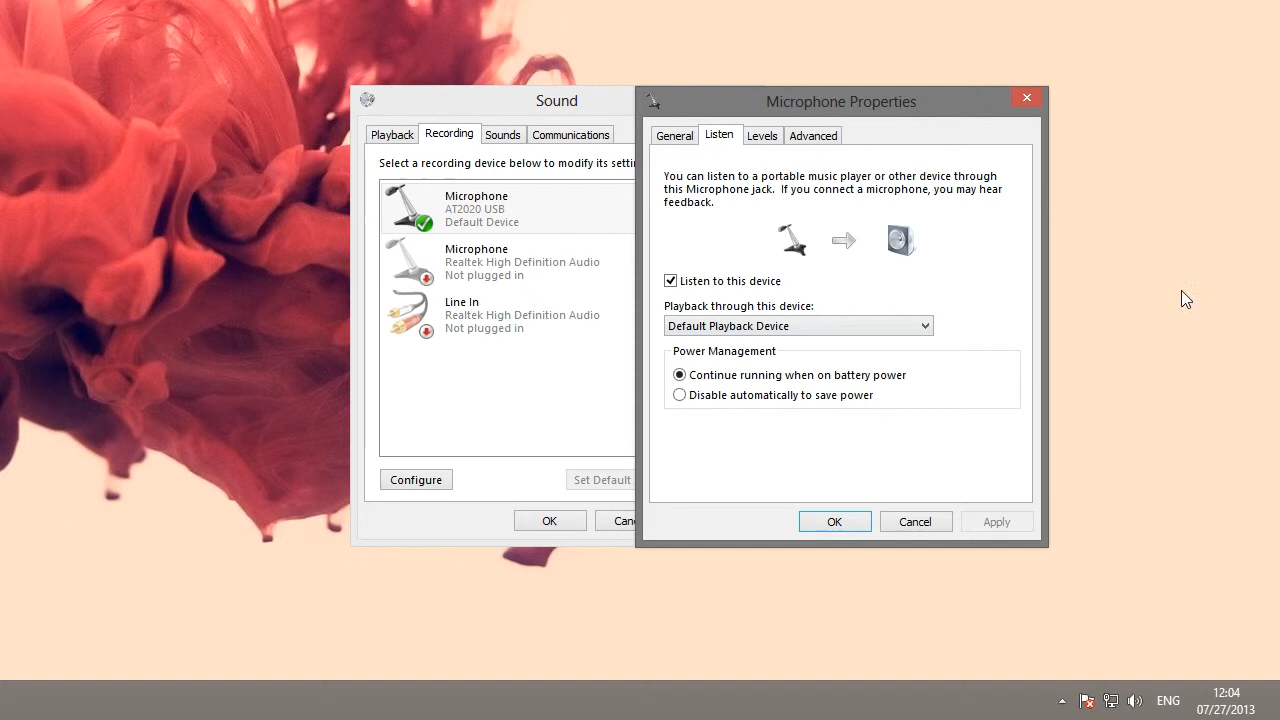 Sound
Playback
Recording
Sounds
Communications
Select a recording device below to modify its setti
Microphone
AT2020 USB
Default Device
Microphone
Realtek High Definition Audio
Not plugged in
Line In
Realtek High Definition Audio
Not plugged in
Configure
Set Default
OK
Canc
Microphone Properties
General
Listen
Levels
Advanced
You can listen to a portable music player or other device through
this Microphone jack.  If you connect a microphone, you may hear
feedback.
Listen to this device
Playback through this device:
Default Playback Device
Power Management
Continue running when on battery power
Disable automatically to save power
OK
Cancel
Apply
ENG
12:04
07/27/2013